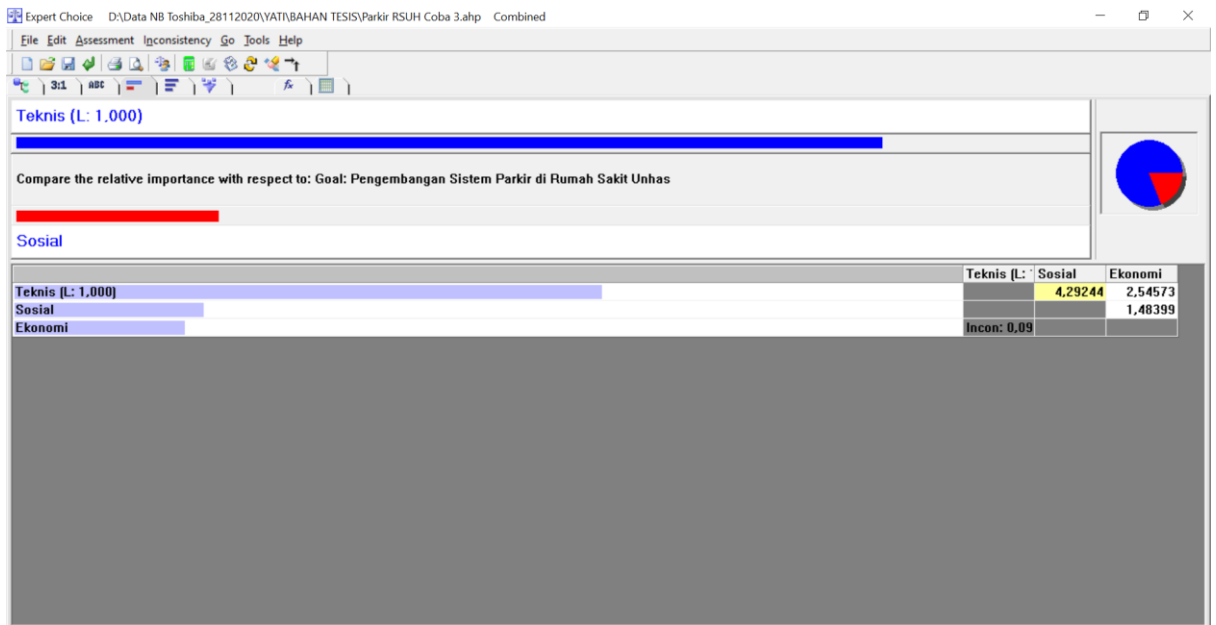 Expert Choice D:\Data NB Toshiba_28112020\YATI\BAHAN TESIS\Parkir RSUH Coba 3.ahp Combined
File Edit Assessment Inconsistency Go Tools Help
3:1 ABC fx
Teknis (L: 1,000)
Compare the relative importance with respect to: Goal: Pengembangan Sistem Parkir di Rumah Sakit Unhas
Sosial
Teknis (L: Sosial Ekonomi
Teknis (L: 1,000) 4,29244 2,54573
Sosial 1,48399
Ekonomi Incon: 0,09